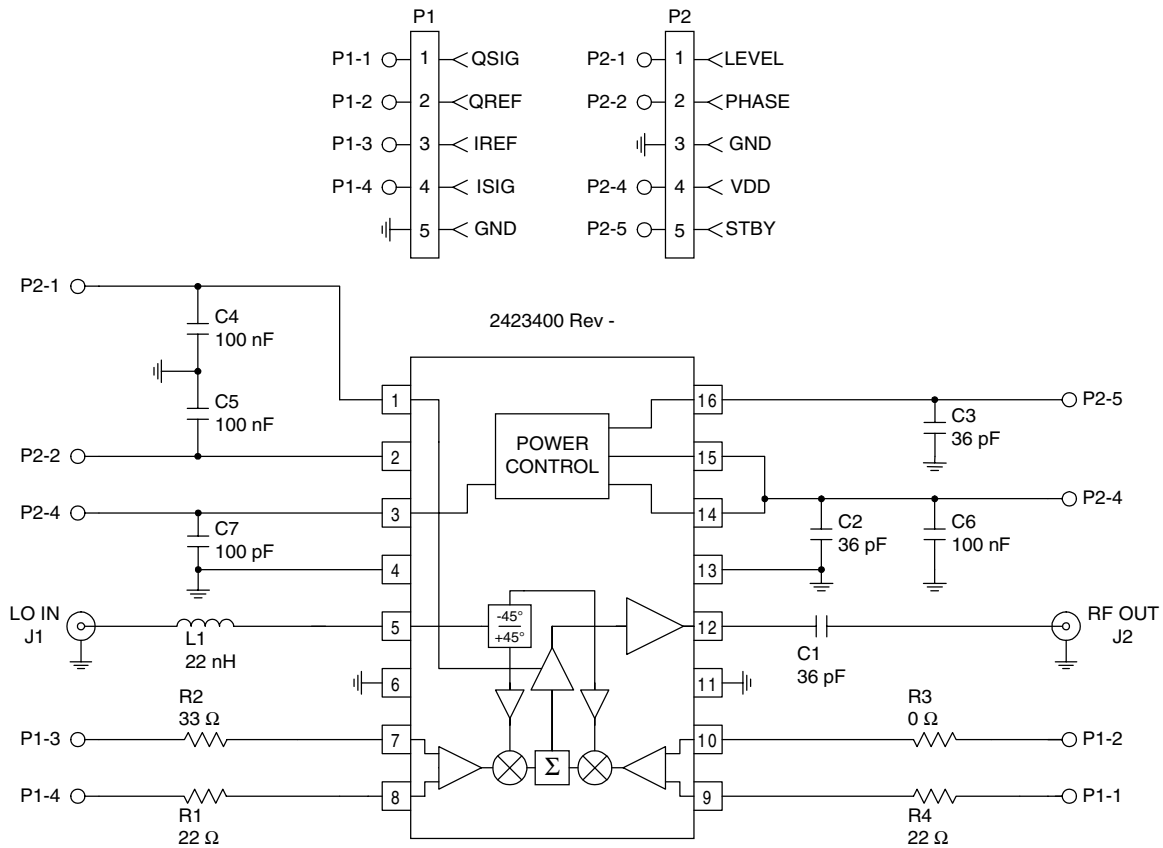 P1
P2
P1-1 1 QSIG
P2-1 1 LEVEL
P1-2 2 QREF
P2-2 2 PHASE
P1-3 3 IREF
3 GND
P1-4 4 ISIG
P2-4 4 VDD
5 GND
P2-5 5 STBY
P2-1
C4
100 nF
2423400 Rev -
C5
100 nF
P2-2
P2-4
C7
100 pF
LO IN
J1
L1
22 nH
R2
33 Ω
P1-3
P1-4
R1
22 Ω
1
2
3
4
5
6
7
8
POWER
CONTROL
-45°
+45°
Σ
16
15
14
13
12
11
10
9
C3
36 pF
P2-5
P2-4
C2
36 pF
C6
100 nF
C1
36 pF
RF OUT
J2
R3
0 Ω
P1-2
P1-1
R4
22 Ω